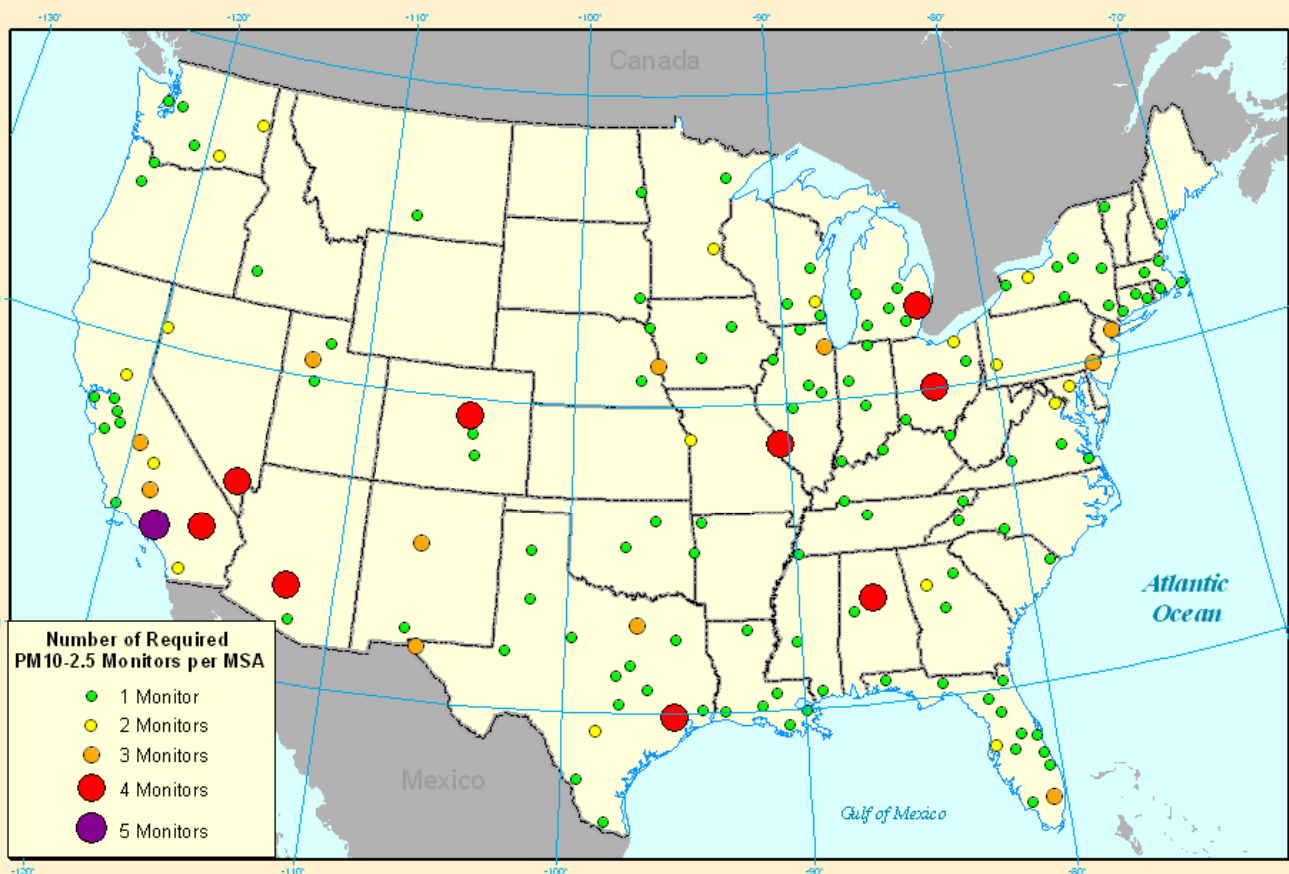 -130°
-120°
-110°
-100°
-90°
-80°
-70°
Canada
Atlantic
Ocean
Number of Required
PM10-2.5 Monitors per MSA
1 Monitor
2 Monitors
3 Monitors
4 Monitors
5 Monitors
Mexico
Gulf of Mexico
-120°
-110°
-100°
-90°
-80°